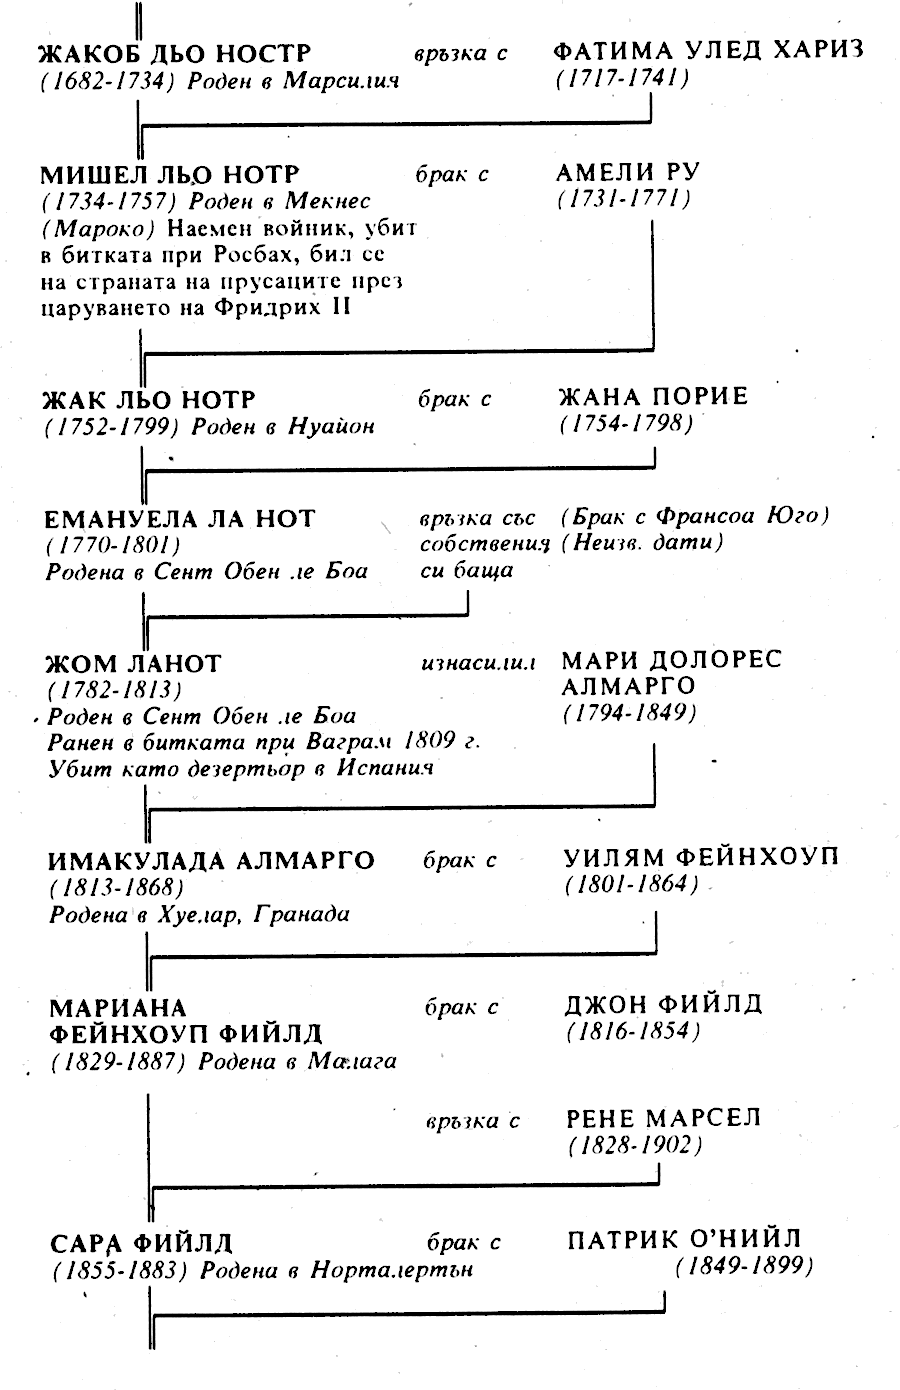 ЖАКОБ ДЬО НОСТР връзка с ФАТИМА УЛЕД ХАРИЗ
(1682-1734) Роден в Марсилия (1717-1741)
МИШЕЛ ЛЬО НОТР брак с АМЕЛИ РУ
(1734-1757) Роден в Мекнес (1731-1771)
(Мароко) Наемен войник, убит
в битката при Росбах, бил се
на страната на прусаците през
царуването на Фридрих II
ЖАК ЛЬО НОТР брак с ЖАНА ПОРИЕ
(1752-1799) Роден в Нуайон (1754-1798)
ЕМАНУЕЛА ЛА НОТ връзка със (Брак с Франсоа Юго)
(1770-1801) собствения (Неизв. дати)
Родена в Сент Обен ле Боа си баща
ЖОМ ЛАНОТ изнасилил МАРИ ДОЛОРЕС
(1782-1813) АЛМАРГО
Роден в Сент Обен ле Боа (1794-1849)
Ранен в битката при Ваграм 1809 г.
Убит като дезертьор в Испания
ИМАКУЛАДА АЛМАРГО брак с УИЛЯМ ФЕЙНХОУП
(1813-1868) (1801-1864)
Родена в Хуелар, Гранада
МАРИАНА брак с ДЖОН ФИЙЛД
ФЕЙНХОУП ФИЙЛД (1816-1854)
(1829-1887) Родена в Малага
връзка с РЕНЕ МАРСЕЛ
(1828-1902)
САРА ФИЙЛД брак с ПАТРИК О'НИЙЛ
(1855-1883) Родена в Норталертън (1849-1899)